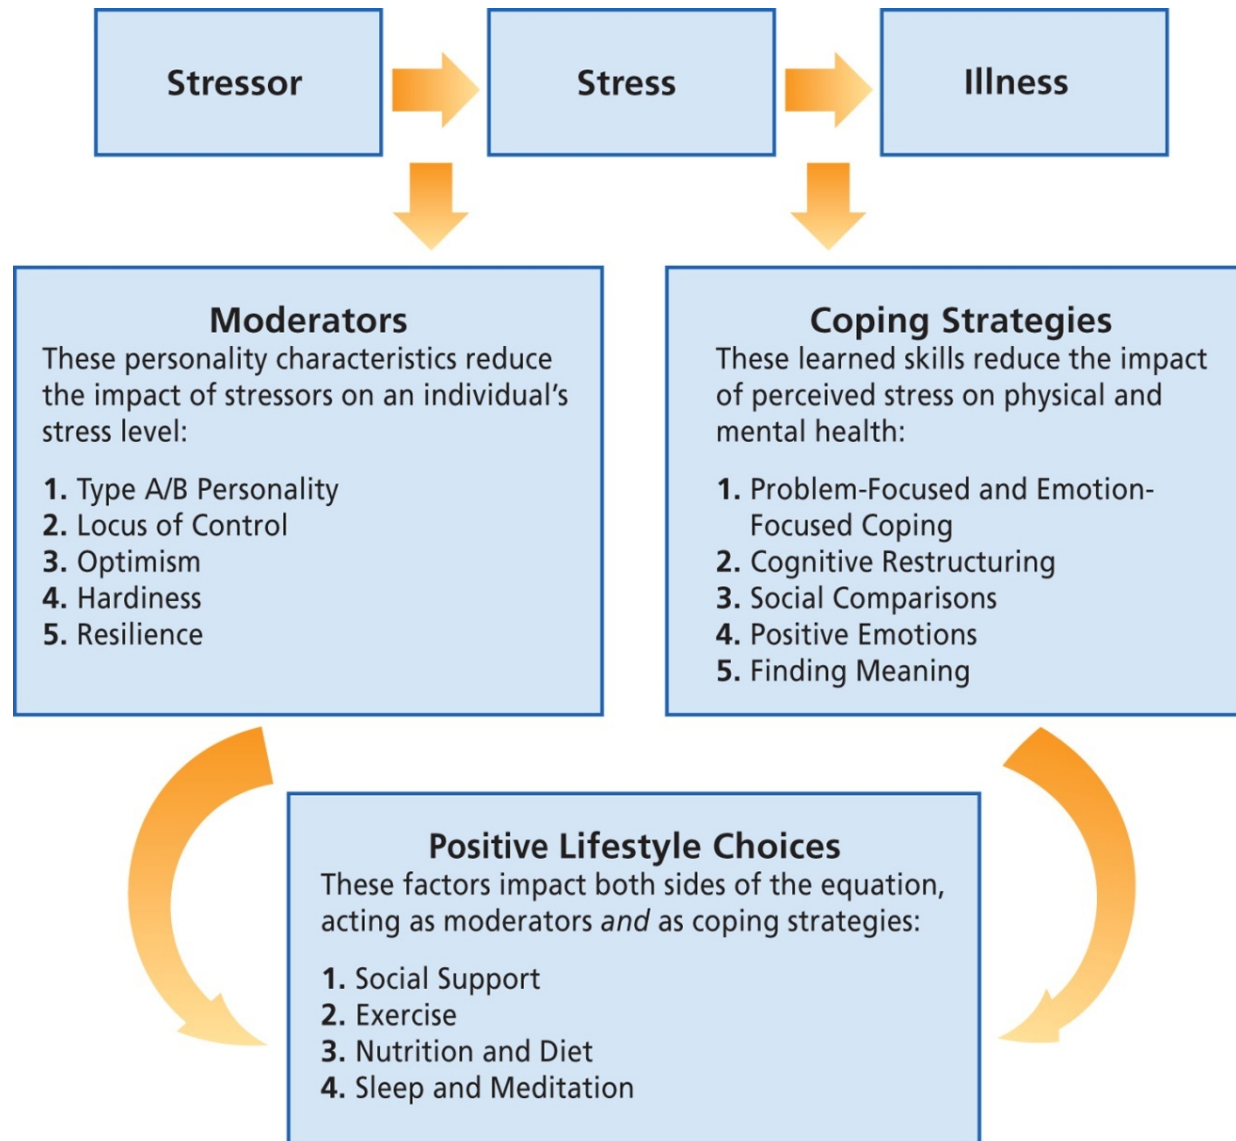 Stressor
Stress
Illness
Moderators
These personality characteristics reduce
the impact of stressors on an individual’s
stress level:
1. Type A/B Personality
2. Locus of Control
3. Optimism
4. Hardiness
5. Resilience
Coping Strategies
These learned skills reduce the impact
of perceived stress on physical and
mental health:
1. Problem-Focused and Emotion-
Focused Coping
2. Cognitive Restructuring
3. Social Comparisons
4. Positive Emotions
5. Finding Meaning
Positive Lifestyle Choices
These factors impact both sides of the equation,
acting as moderators and as coping strategies:
1. Social Support
2. Exercise
3. Nutrition and Diet
4. Sleep and Meditation